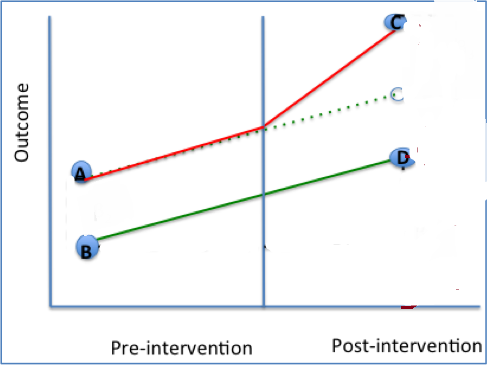 C
C
Outcome
A
D
B
Pre-intervention
Post-intervention